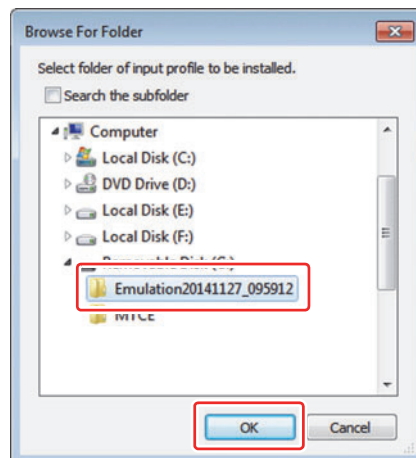 Browse For Folder
Select folder of input profile to be installed.
Search the subfolder
Computer
Local Disk (C:)
DVD Drive (D:)
Local Disk (E:)
Local Disk (F:)
Emulation20141127_095912
MTCE
OK Cancel